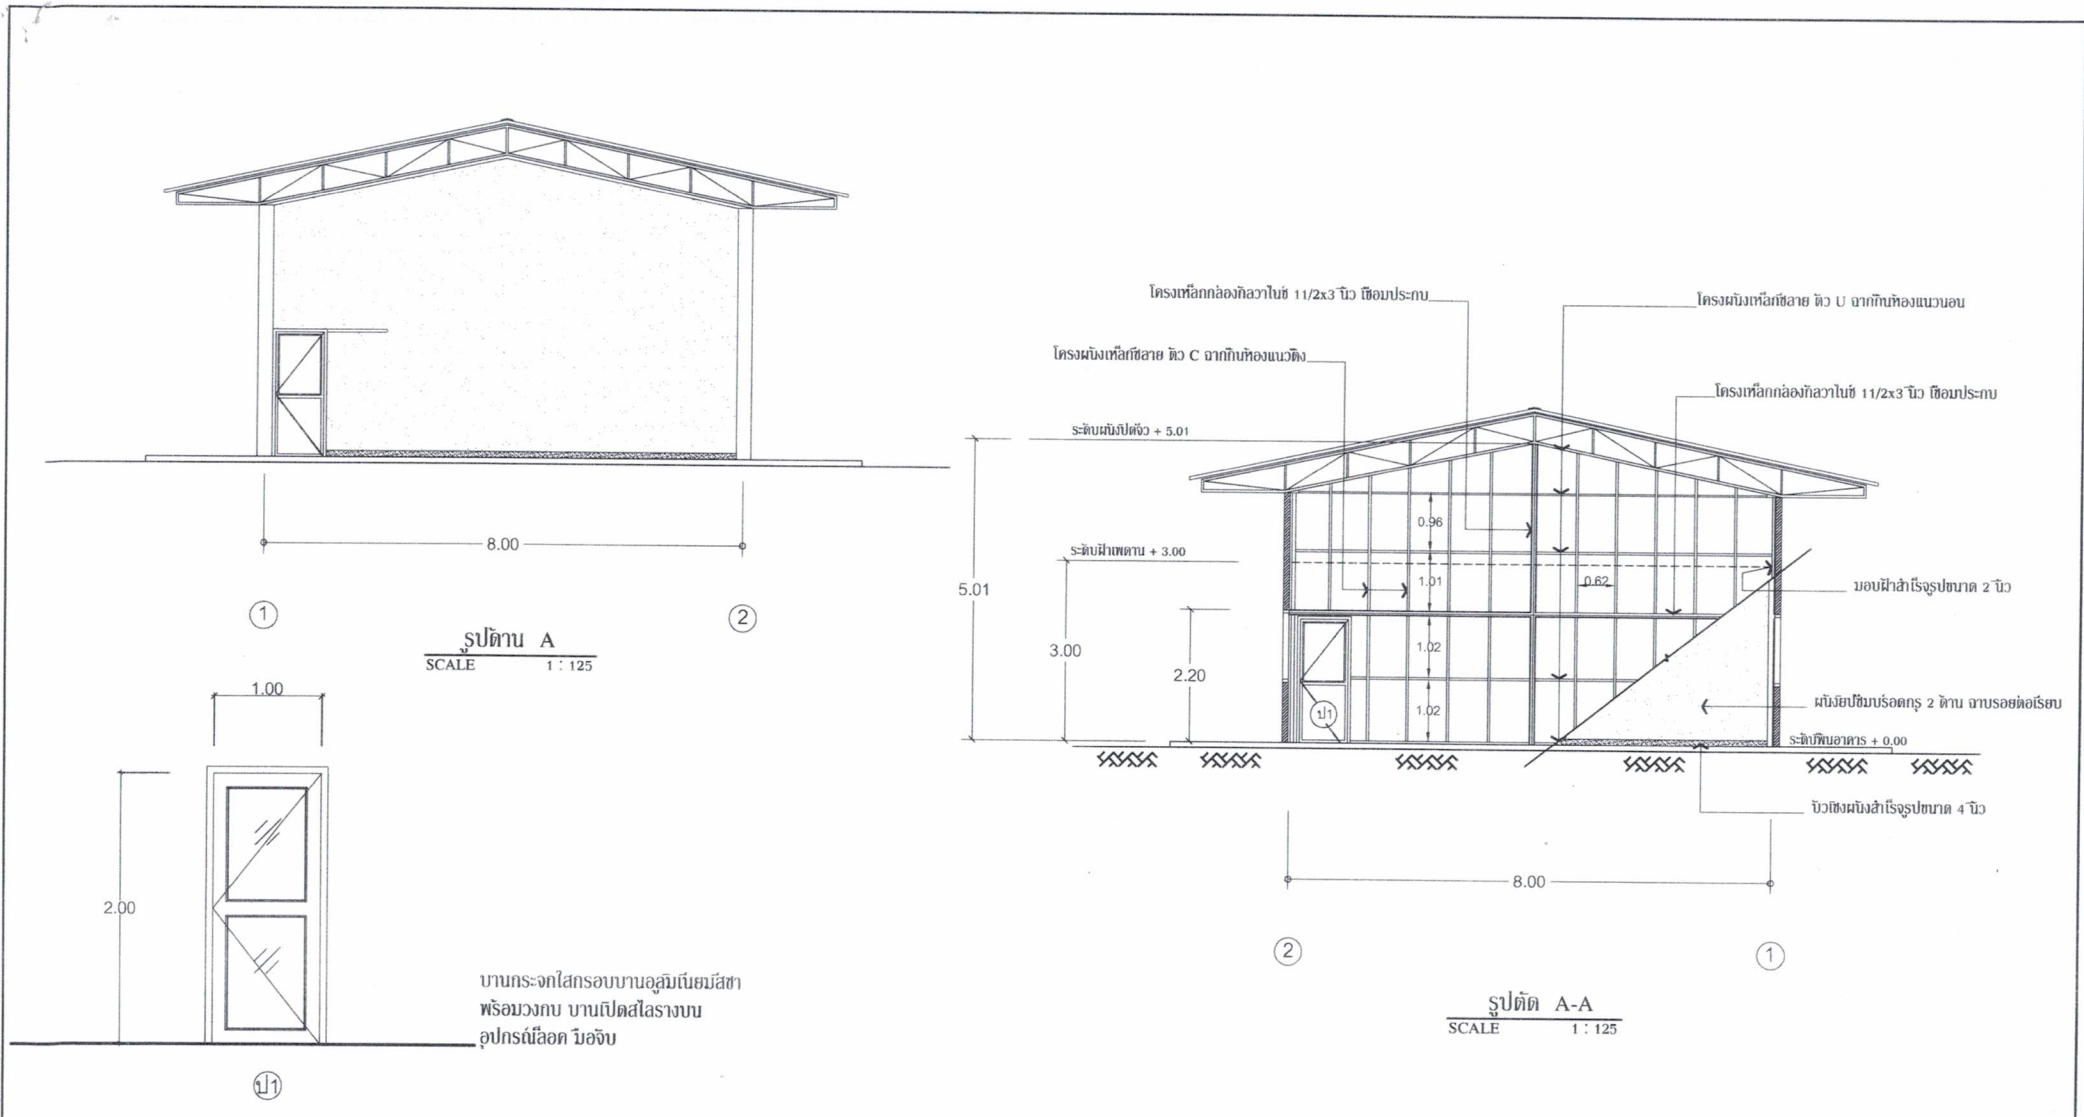 8.00
1
2
รูปด้าน A
SCALE 1 : 125
1.00
2.00
บานกระจกใสกรอบบานอลูมิเนียมสีชา
พร้อมวงกบ บานเปิดสไลรางบน
อุปกรณ์ล็อค มือจับ
ป1
โครงเหล็กกล่องกัลวาไนซ์ 11/2x3 นิ้ว เชื่อมประกบ
โครงผนังเหล็กซีลาย ตัว U ฉากกั้นห้องแนวนอน
โครงผนังเหล็กซีลาย ตัว C ฉากกั้นห้องแนวดิ่ง
โครงเหล็กกล่องกัลวาไนซ์ 11/2x3 นิ้ว เชื่อมประกบ
ระดับผนังปิดจั่ว + 5.01
0.96
ระดับฝ้าเพดาน + 3.00
5.01
1.01
0.62
มอบฝ้าสำเร็จรูปขนาด 2 นิ้ว
3.00
2.20
1.02
1.02
ป1
ผนังยิปซั่มบร์อดกรุ 2 ด้าน ฉาบรอยต่อเรียบ
ระดับพื้นอาคาร + 0.00
บัวเชิงผนังสำเร็จรูปขนาด 4 นิ้ว
8.00
2
1
รูปตัด A-A
SCALE 1 : 125